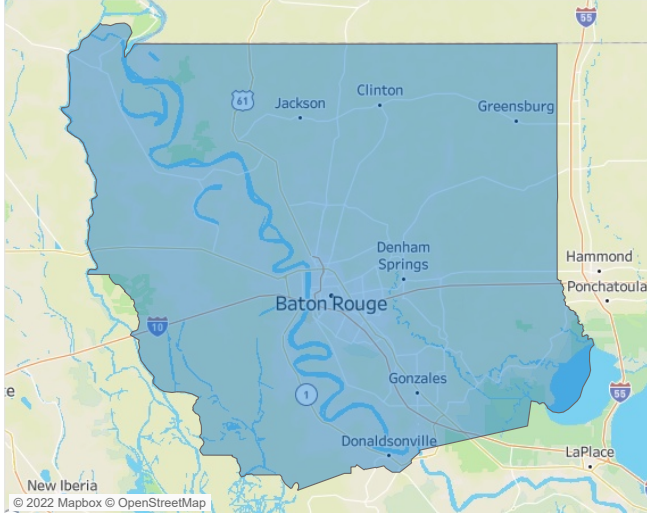 55
61
Jackson
Clinton
Greensburg
Denham
Springs
Hammond
Ponchatoula
Baton Rouge
10
Gonzales
1
55
e
Donaldsonville
LaPlace
New Iberia
© 2022 Mapbox © OpenStreetMap